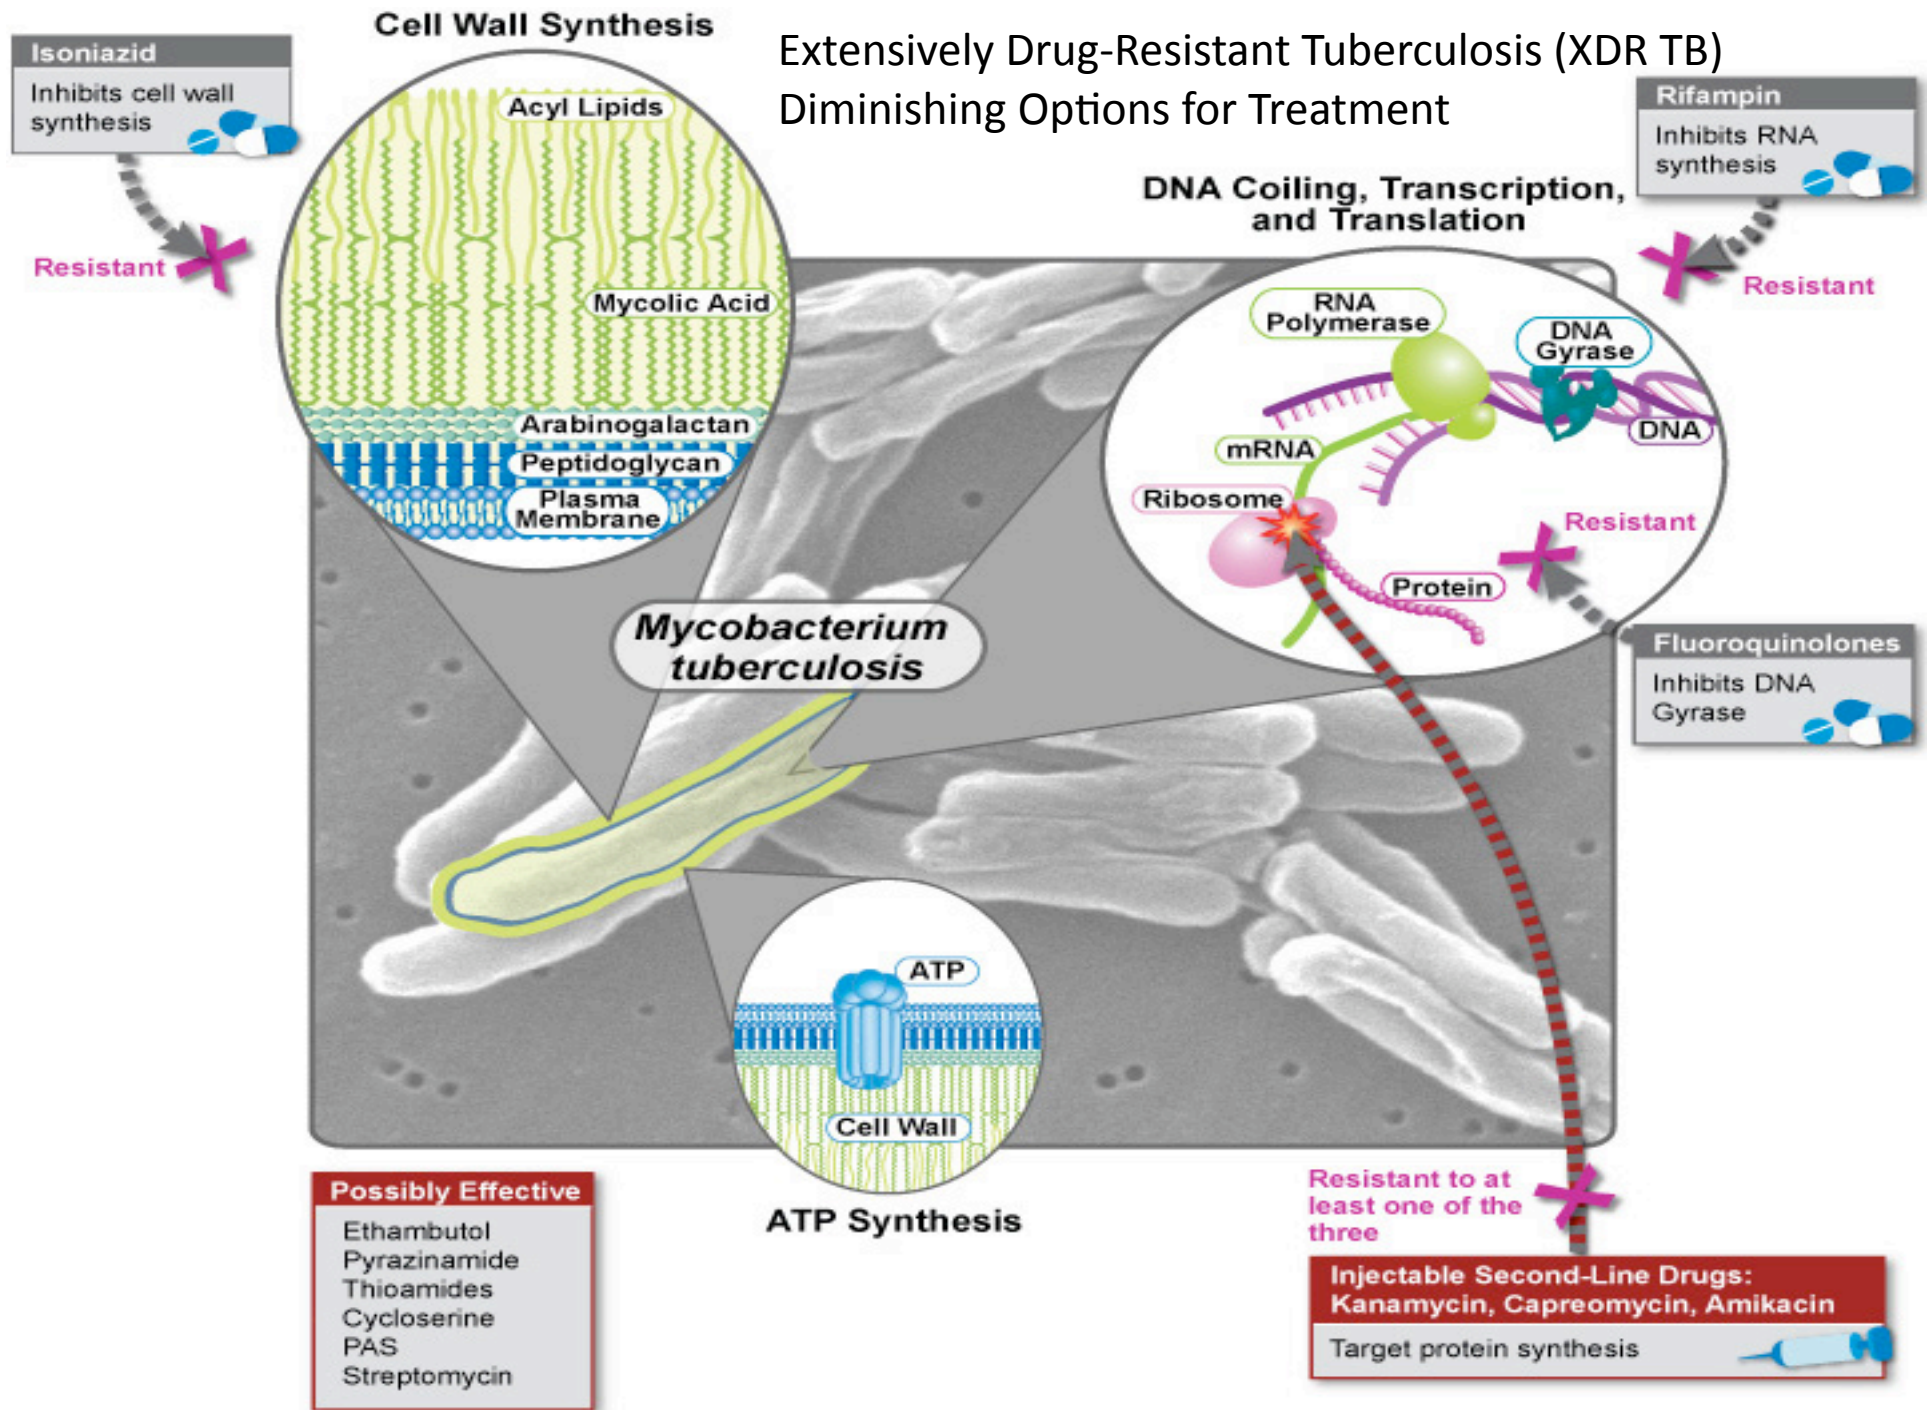 Cell Wall Synthesis
Extensively Drug-Resistant Tuberculosis (XDR TB)
Diminishing Options for Treatment
Isoniazid
Inhibits cell wall
synthesis
Resistant
Acyl Lipids
Mycolic Acid
Arabinogalactan
Peptidoglycan
Plasma
Membrane
Rifampin
Inhibits RNA
synthesis
Resistant
DNA Coiling, Transcription,
and Translation
RNA
Polymerase
DNA
Gyrase
DNA
mRNA
Ribosome
Resistant
Protein
Fluoroquinolones
Inhibits DNA
Gyrase
Mycobacterium
tuberculosis
ATP
Cell Wall
ATP Synthesis
Possibly Effective
Ethambutol
Pyrazinamide
Thioamides
Cycloserine
PAS
Streptomycin
Resistant to at
least one of the
three
Injectable Second-Line Drugs:
Kanamycin, Capreomycin, Amikacin
Target protein synthesis